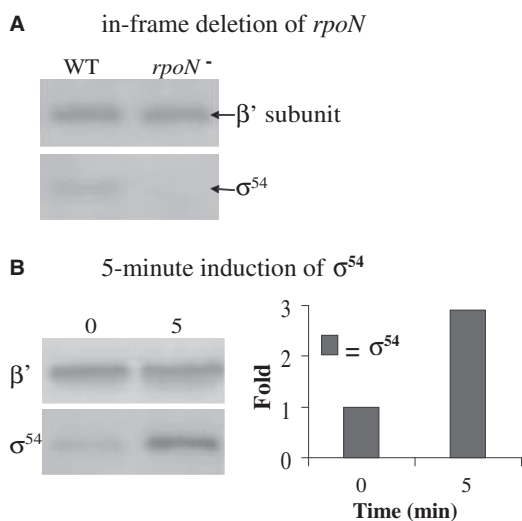 A in-frame deletion of rpoN
WT rpoN -
β' subunit
σ54
B 5-minute induction of σ54
0 5
β'
σ54
3
2
1
0
Fold
= σ54
0 5
Time (min)